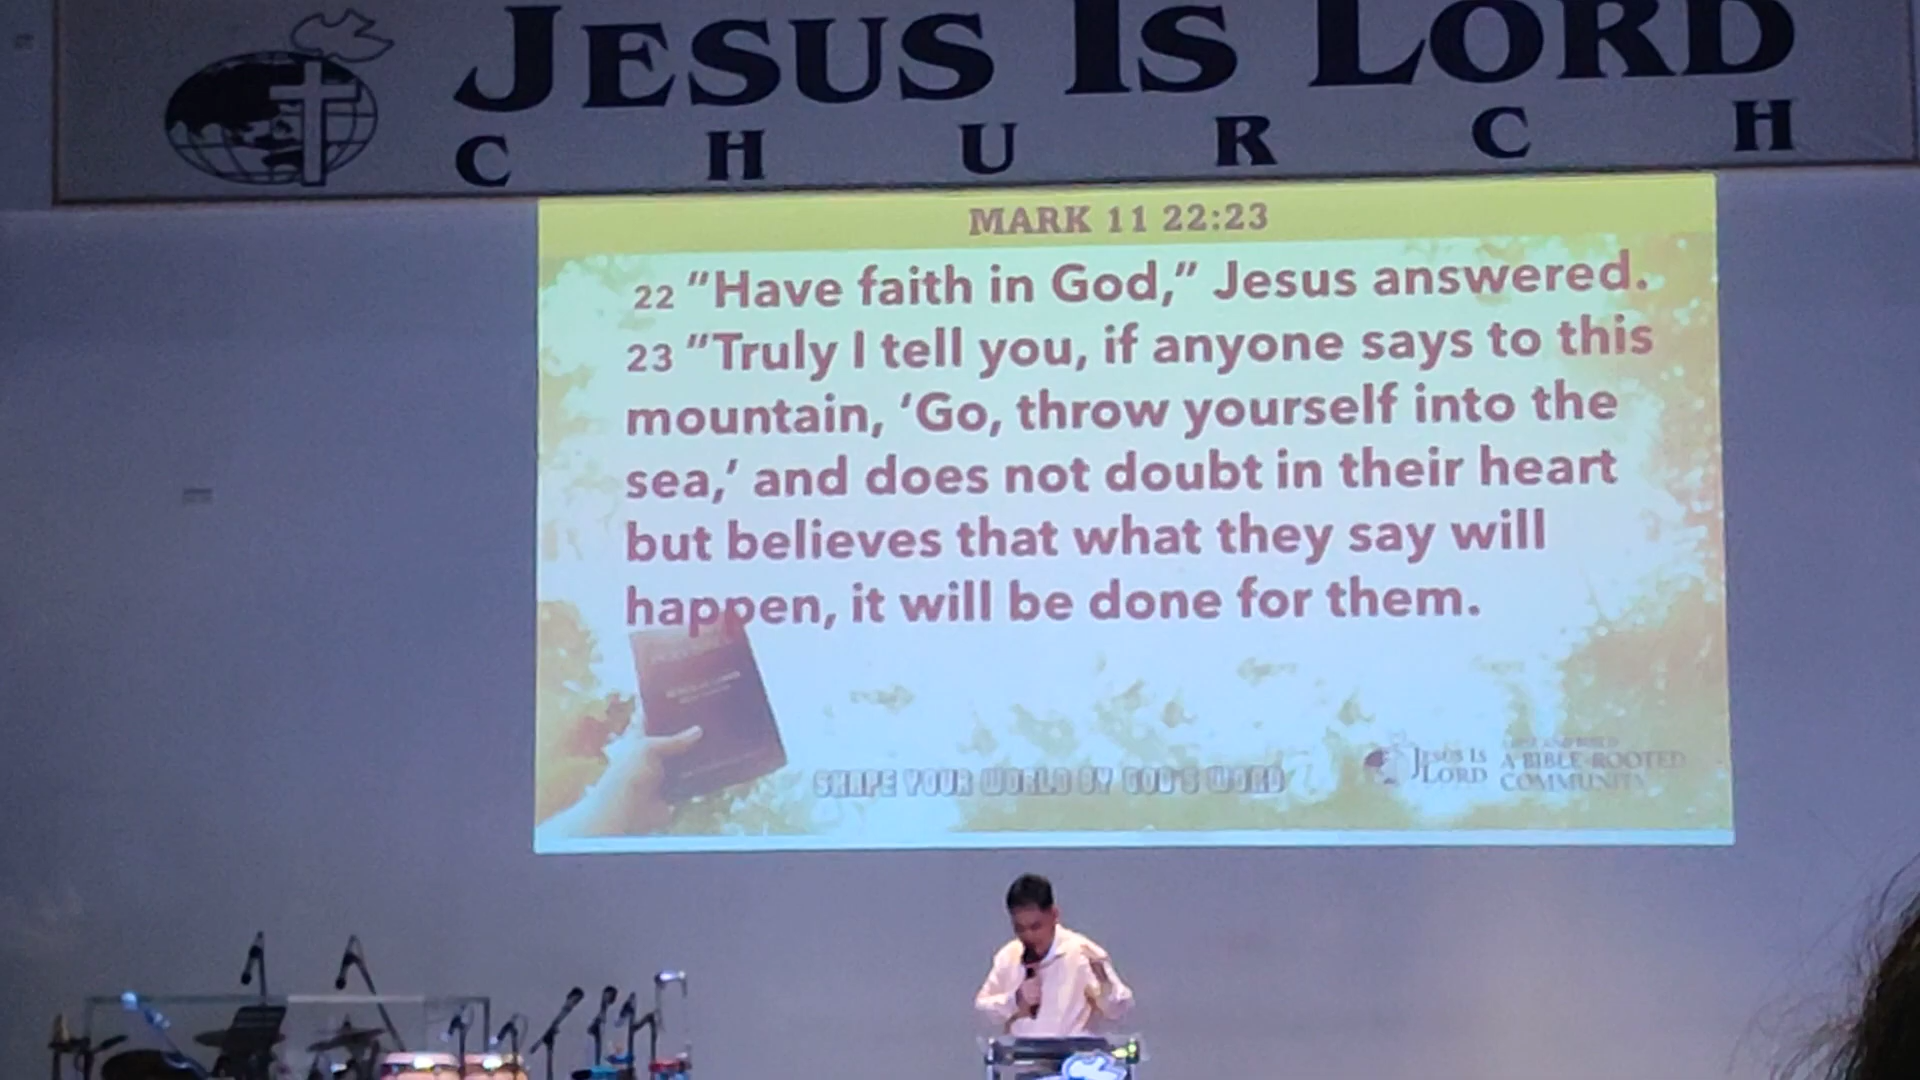 JESUS IS LORD
CHURCH
MARK 11 22:23
22 "Have faith in God," Jesus answered.
23 "Truly I tell you, if anyone says to this
mountain, 'Go, throw yourself into the
sea,' and does not doubt in their heart
but believes that what they say will
happen, it will be done for them.
SHAPE YOUR WORLD BY GOD'S WORD
JESUS IS
LORD
A BIBLE-ROOTED
COMMUNITY